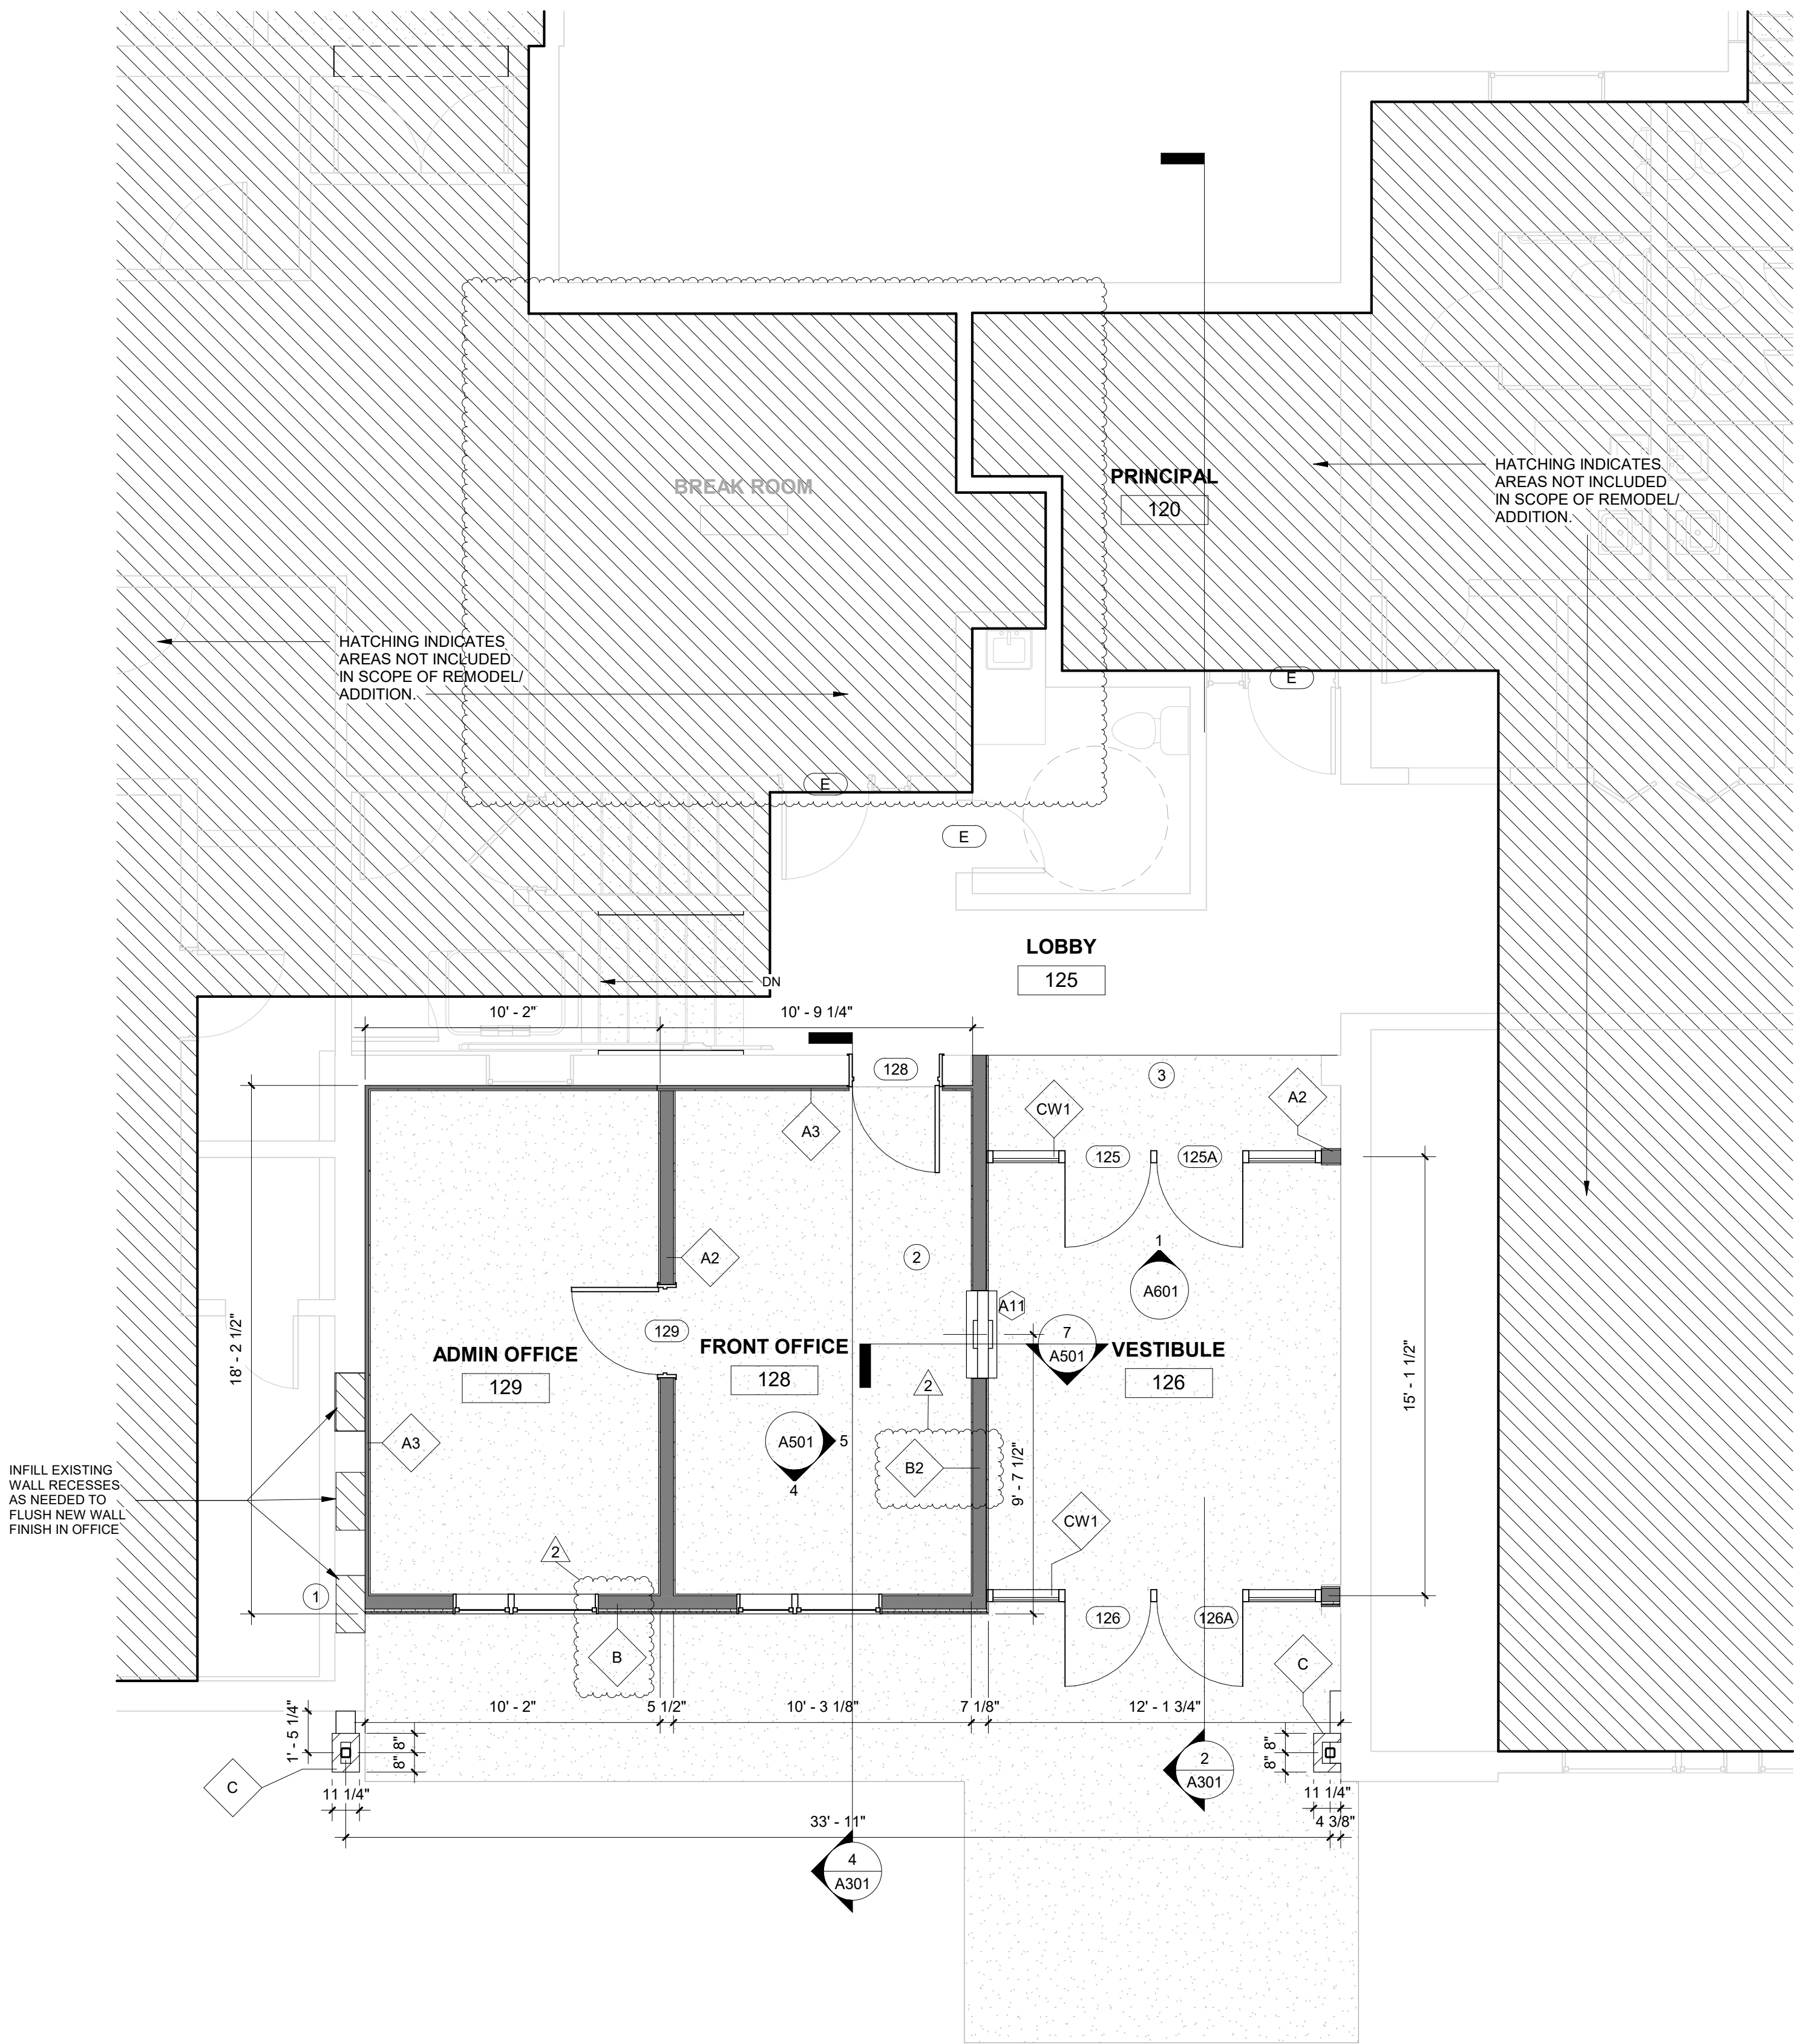 BREAK ROOM
PRINCIPAL
120
HATCHING INDICATES
AREAS NOT INCLUDED
IN SCOPE OF REMODEL/
ADDITION.
HATCHING INDICATES
AREAS NOT INCLUDED
IN SCOPE OF REMODEL/
ADDITION.
E
E
E
LOBBY
125
DN
10' - 2"
10' - 9 1/4"
128
3
A2
CW1
A3
125
125A
A2
2
1
A601
18' - 2 1/2"
A11
129
7
A501
ADMIN OFFICE
129
FRONT OFFICE
128
VESTIBULE
126
15' - 1 1/2"
2
A3
A501
5
4
B2
9' - 7 1/2"
INFILL EXISTING
WALL RECESSES
AS NEEDED TO
FLUSH NEW WALL
FINISH IN OFFICE
CW1
2
1
126
126A
B
C
10' - 2"
5 1/2"
10' - 3 1/8"
7 1/8"
12' - 1 3/4"
1' - 5 1/4"
8"
8"
8"
8"
2
A301
C
11 1/4"
11 1/4"
33' - 11"
4 3/8"
4
A301